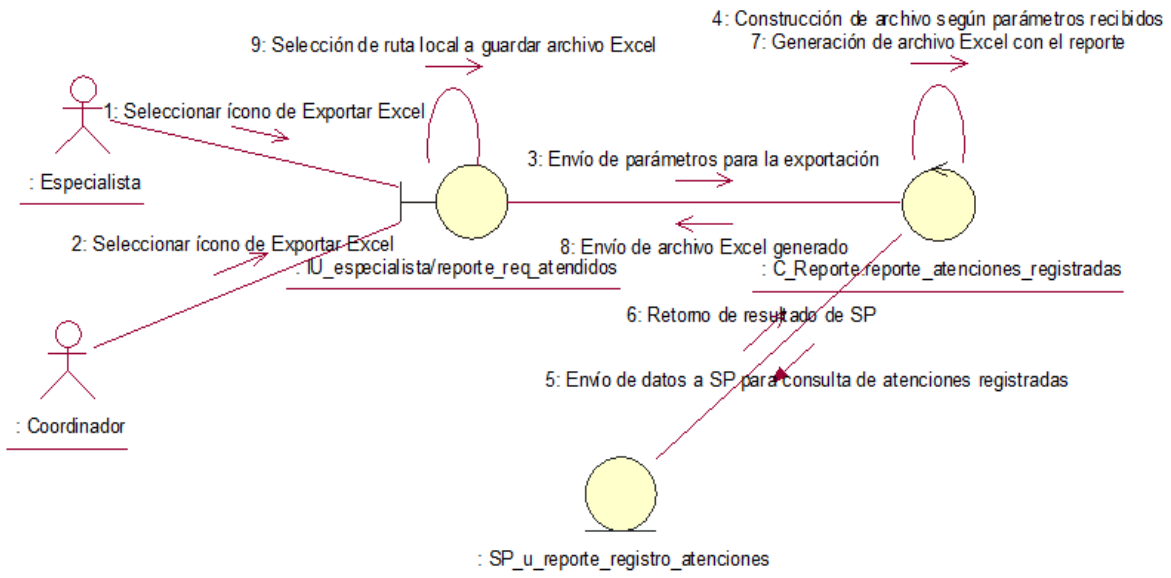 4: Construcción de archivo según parámetros recibidos
9: Selección de ruta local a guardar archivo Excel
7: Generación de archivo Excel con el reporte
1: Seleccionar ícono de Exportar Excel
3: Envío de parámetros para la exportación
: Especialista
2: Seleccionar ícono de Exportar Excel
8: Envío de archivo Excel generado
: IU_especialista/reporte_req_atendidos
: C_Reporte.reporte_atenciones_registradas
6: Retorno de resultado de SP
5: Envío de datos a SP para consulta de atenciones registradas
: Coordinador
: SP_u_reporte_registro_atenciones